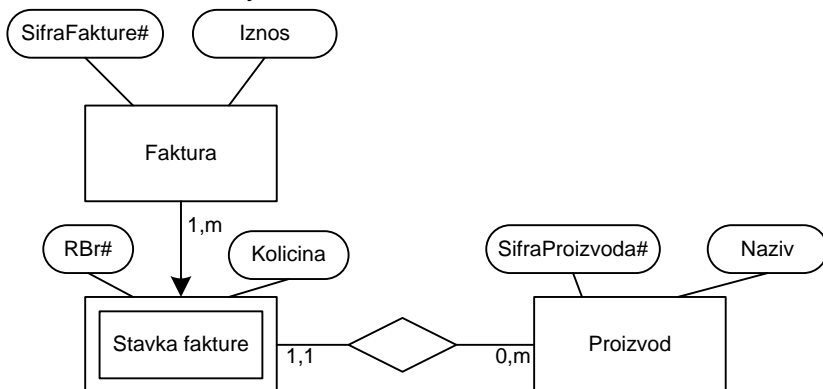 SifraFakture#
Iznos
Faktura
1,m
RBr#
Kolicina
SifraProizvoda#
Naziv
Stavka fakture
1,1
0,m
Proizvod